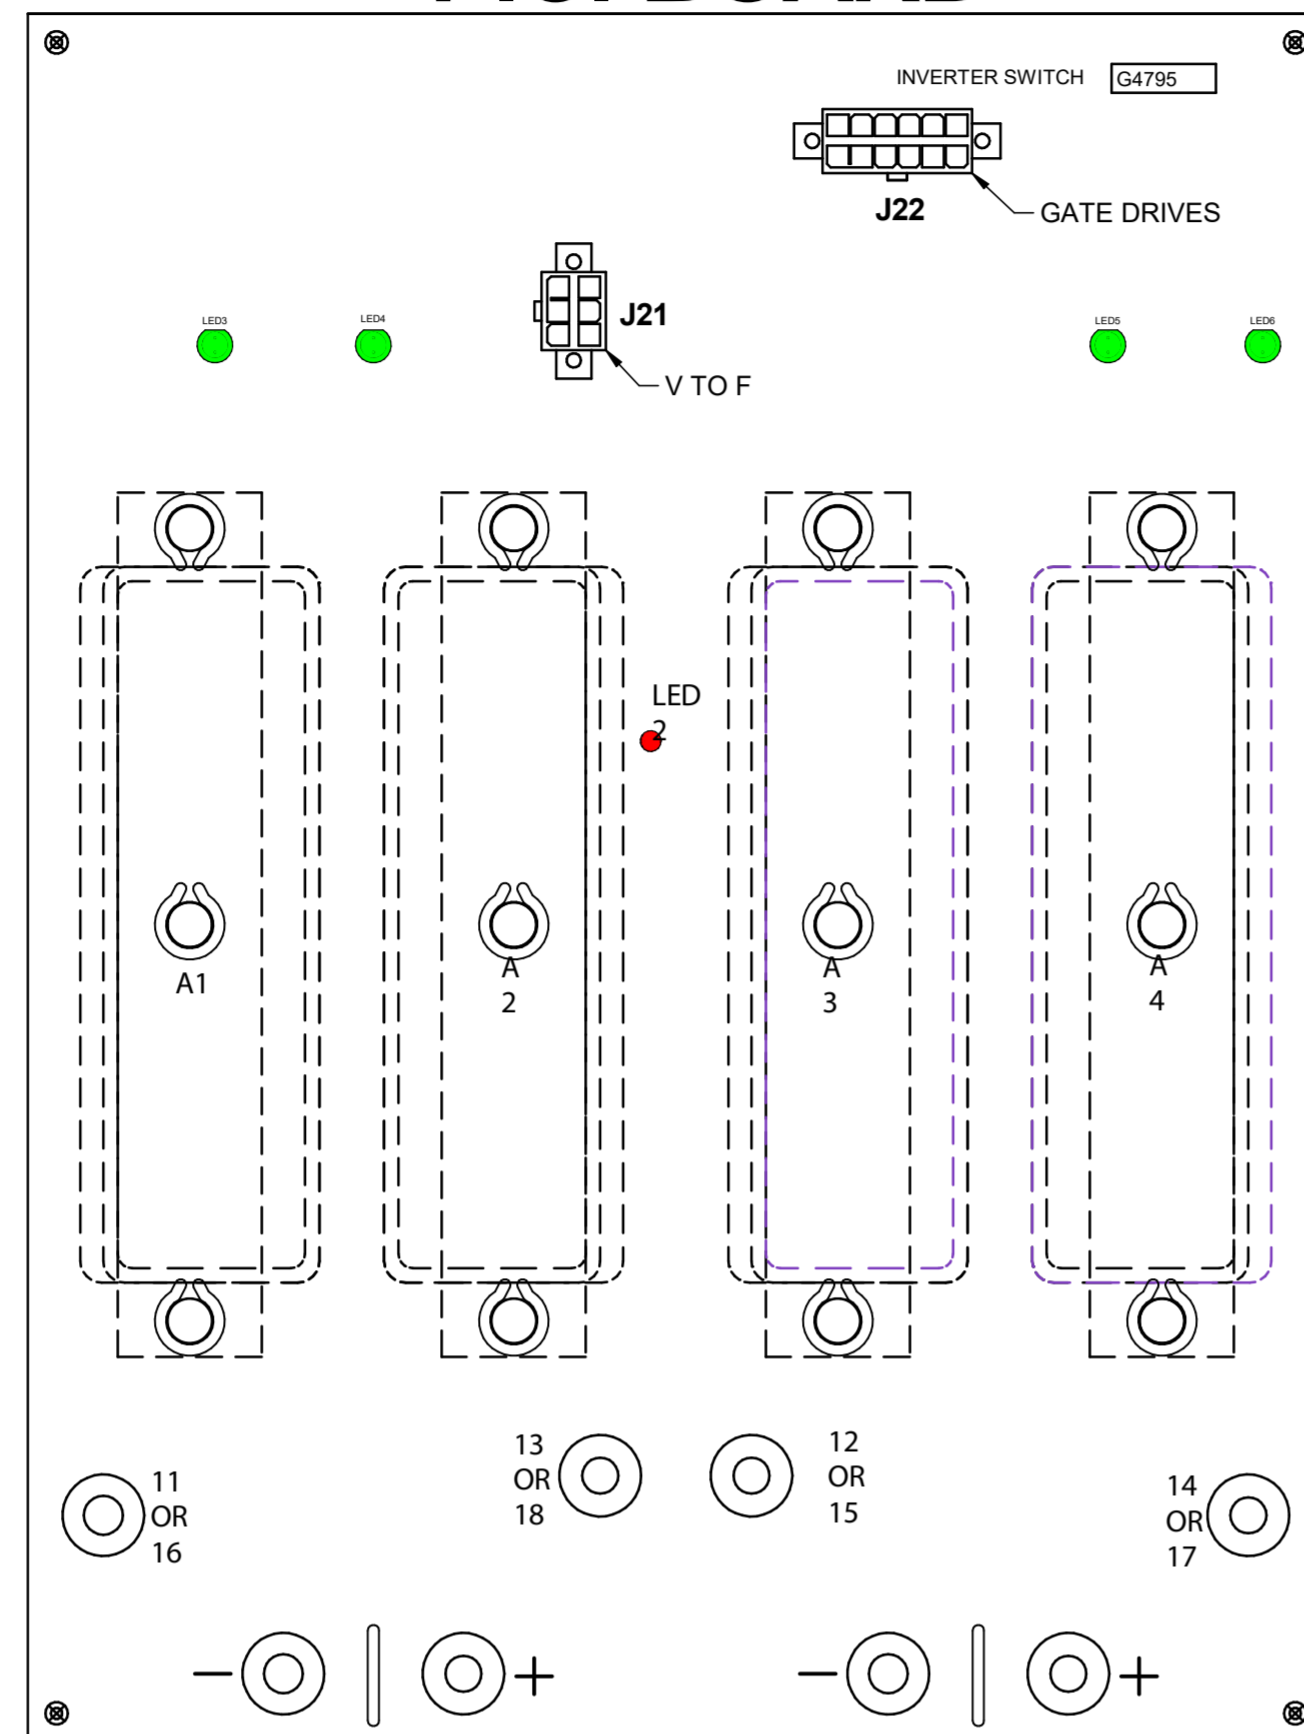 INVERTER SWITCH G4795
J22
GATE DRIVES
J21
V TO F
LED3
LED4
LED5
LED6
LED
2
A1
A
2
A
3
A
4
11
OR
16
13
OR
18
12
OR
15
14
OR
17
− +
− +